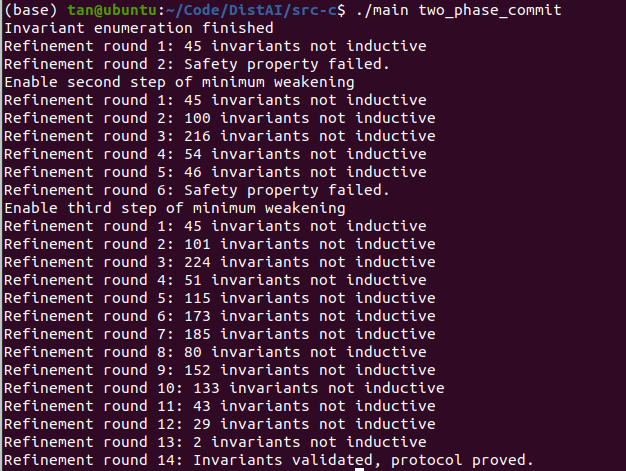 (base) tan@ubuntu:~/Code/DistAI/src-c$ ./main two_phase_commit
Invariant enumeration finished
Refinement round 1: 45 invariants not inductive
Refinement round 2: Safety property failed.
Enable second step of minimum weakening
Refinement round 1: 45 invariants not inductive
Refinement round 2: 100 invariants not inductive
Refinement round 3: 216 invariants not inductive
Refinement round 4: 54 invariants not inductive
Refinement round 5: 46 invariants not inductive
Refinement round 6: Safety property failed.
Enable third step of minimum weakening
Refinement round 1: 45 invariants not inductive
Refinement round 2: 101 invariants not inductive
Refinement round 3: 224 invariants not inductive
Refinement round 4: 51 invariants not inductive
Refinement round 5: 115 invariants not inductive
Refinement round 6: 173 invariants not inductive
Refinement round 7: 185 invariants not inductive
Refinement round 8: 80 invariants not inductive
Refinement round 9: 152 invariants not inductive
Refinement round 10: 133 invariants not inductive
Refinement round 11: 43 invariants not inductive
Refinement round 12: 29 invariants not inductive
Refinement round 13: 2 invariants not inductive
Refinement round 14: Invariants validated, protocol proved.